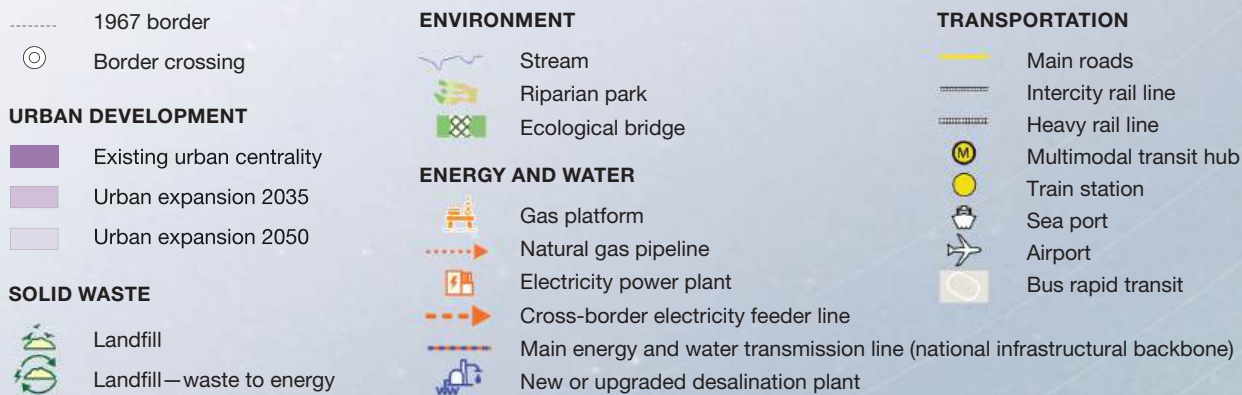 1967 border
Border crossing
URBAN DEVELOPMENT
Existing urban centrality
Urban expansion 2035
Urban expansion 2050
SOLID WASTE
Landfill
Landfill—waste to energy
ENVIRONMENT
Stream
Riparian park
Ecological bridge
ENERGY AND WATER
Gas platform
Natural gas pipeline
Electricity power plant
Cross-border electricity feeder line
Main energy and water transmission line (national infrastructural backbone)
New or upgraded desalination plant
TRANSPORTATION
Main roads
Intercity rail line
Heavy rail line
M
Multimodal transit hub
Train station
Sea port
Airport
Bus rapid transit